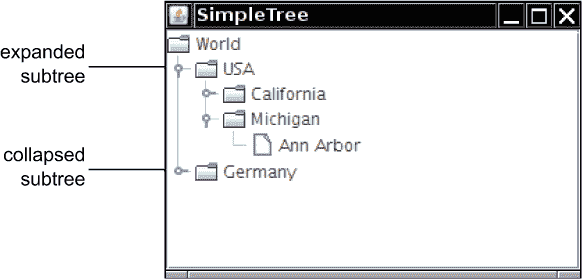 SimpleTree
World
expanded
subtree
USA
California
Michigan
Ann Arbor
collapsed
subtree
Germany